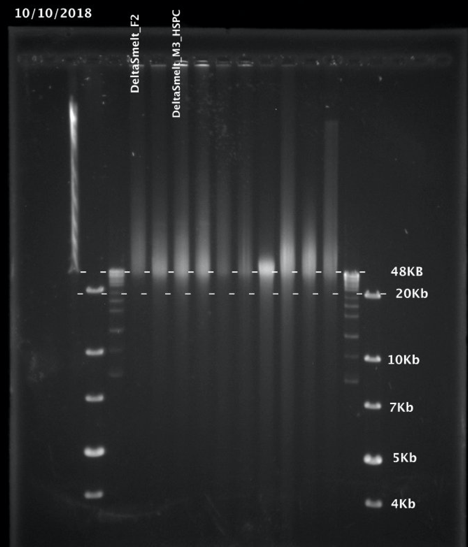 10/10/2018
DeltaSmelt_F2
DeltaSmelt_M3_HSPC
48KB
20Kb
10Kb
7Kb
5Kb
4Kb